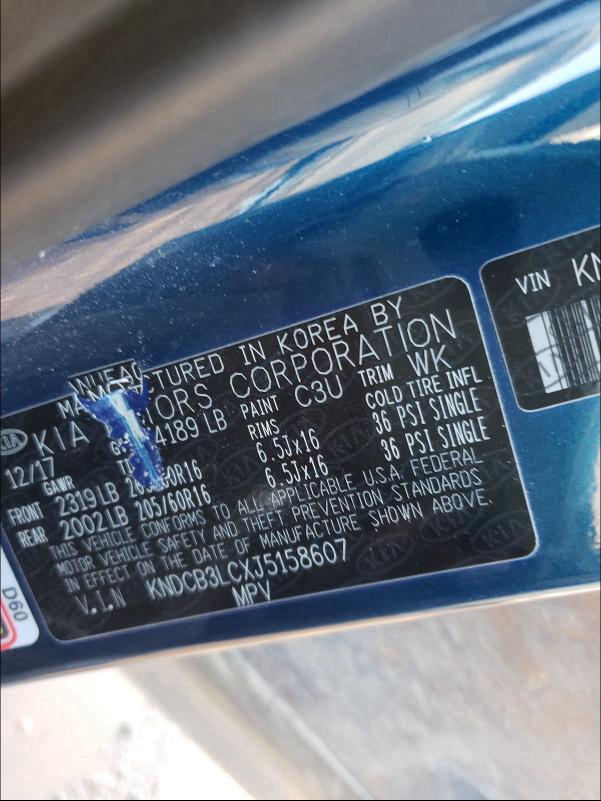 MANUFACTURED IN KOREA BY
KIA MOTORS CORPORATION
12/17 4189 LB PAINT C3U TRIM WK
GAWR RIMS COLD TIRE INFL
FRONT 2319LB 6.5Jx16 36 PSI SINGLE
REAR 2002LB 205/60R16 6.5Jx16 36 PSI SINGLE
THIS VEHICLE CONFORMS TO ALL APPLICABLE U.S.A. FEDERAL
MOTOR VEHICLE SAFETY AND THEFT PREVENTION STANDARDS
IN EFFECT ON THE DATE OF MANUFACTURE SHOWN ABOVE.
V.I.N KNDCB3LCXJ5158607
MPV
VIN KN
D60